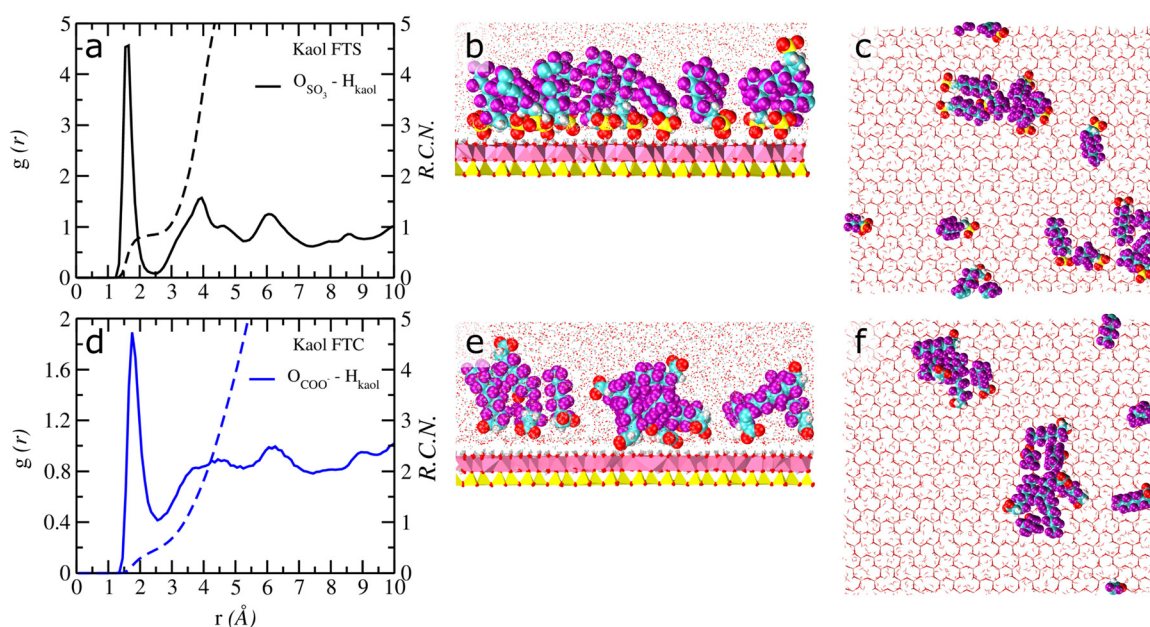 a
Kaol FTS
O_SO₃ - H_kaol
g (r)
5
4
3
2
1
0
0 1 2 3 4 5 6 7 8 9 10
5
4
3
2
1
0
R.C.N.
b
c
d
Kaol FTC
O_COO⁻ - H_kaol
g (r)
2
1.6
1.2
0.8
0.4
0
0 1 2 3 4 5 6 7 8 9 10
5
4
3
2
1
0
R.C.N.
r (Å)
e
f